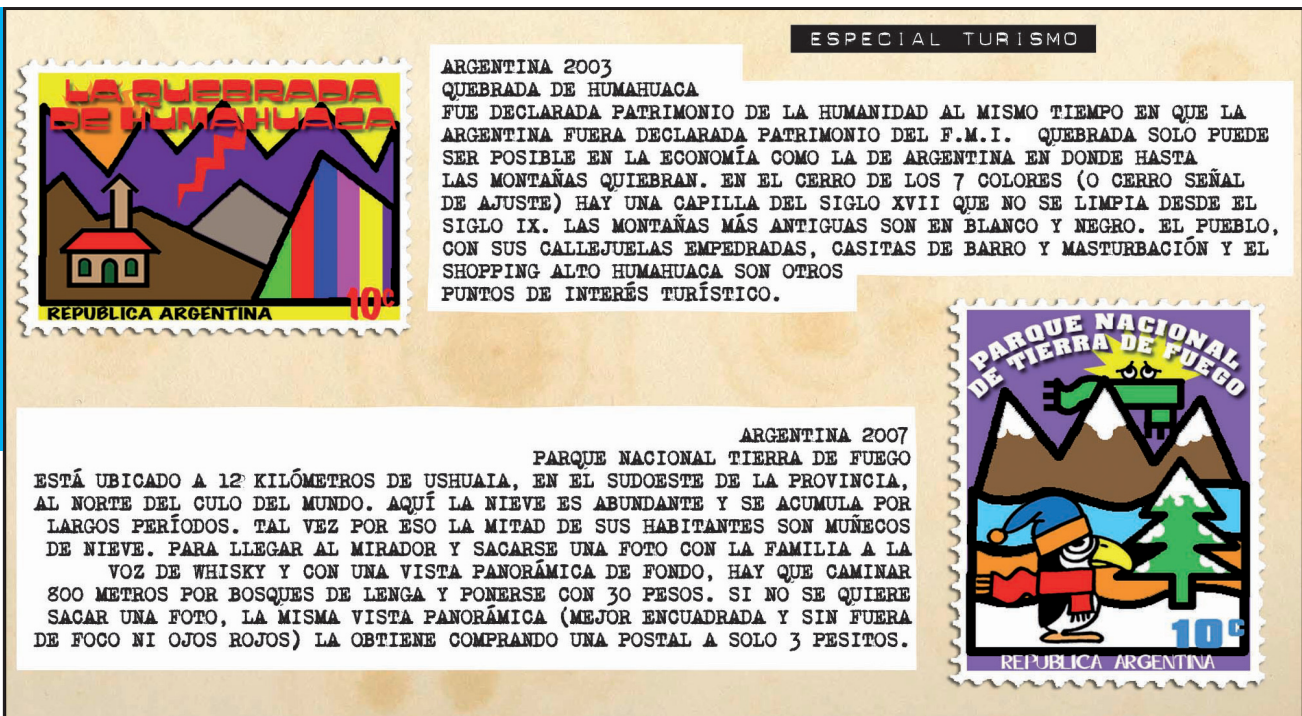 ESPECIAL TURISMO
LA QUEBRADA
DE HUMAHUACA
REPUBLICA ARGENTINA
10c
ARGENTINA 2003
QUEBRADA DE HUMAHUACA
FUE DECLARADA PATRIMONIO DE LA HUMANIDAD AL MISMO TIEMPO EN QUE LA
ARGENTINA FUERA DECLARADA PATRIMONIO DEL F.M.I. QUEBRADA SOLO PUEDE
SER POSIBLE EN LA ECONOMÍA COMO LA DE ARGENTINA EN DONDE HASTA
LAS MONTAÑAS QUIEBRAN. EN EL CERRO DE LOS 7 COLORES (O CERRO SEÑAL
DE AJUSTE) HAY UNA CAPILLA DEL SIGLO XVII QUE NO SE LIMPIA DESDE EL
SIGLO IX. LAS MONTAÑAS MÁS ANTIGUAS SON EN BLANCO Y NEGRO. EL PUEBLO,
CON SUS CALLEJUELAS EMPEDRADAS, CASITAS DE BARRO Y MASTURBACIÓN Y EL
SHOPPING ALTO HUMAHUACA SON OTROS
PUNTOS DE INTERÉS TURÍSTICO.
PARQUE NACIONAL
DE TIERRA DE FUEGO
10c
REPUBLICA ARGENTINA
ARGENTINA 2007
PARQUE NACIONAL TIERRA DE FUEGO
ESTÁ UBICADO A 12 KILÓMETROS DE USHUAIA, EN EL SUDOESTE DE LA PROVINCIA,
AL NORTE DEL CULO DEL MUNDO. AQUÍ LA NIEVE ES ABUNDANTE Y SE ACUMULA POR
LARGOS PERÍODOS. TAL VEZ POR ESO LA MITAD DE SUS HABITANTES SON MUÑECOS
DE NIEVE. PARA LLEGAR AL MIRADOR Y SACARSE UNA FOTO CON LA FAMILIA A LA
VOZ DE WHISKY Y CON UNA VISTA PANORÁMICA DE FONDO, HAY QUE CAMINAR
800 METROS POR BOSQUES DE LENGA Y PONERSE CON 30 PESOS. SI NO SE QUIERE
SACAR UNA FOTO, LA MISMA VISTA PANORÁMICA (MEJOR ENCUADRADA Y SIN FUERA
DE FOCO NI OJOS ROJOS) LA OBTIENE COMPRANDO UNA POSTAL A SOLO 3 PESITOS.